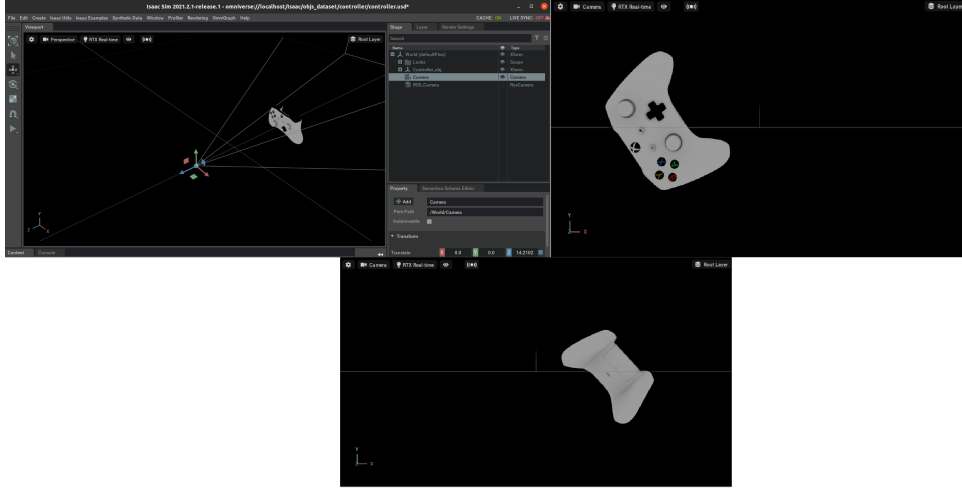 Isaac Sim 2021.2.1-release.1 - omniverse://localhost/Isaac/objs_dataset/controller/controller.usd*
File Edit Create Isaac Utils Isaac Examples Synthetic Data Window Profiler Rendering OmniGraph Help
CACHE: ON LIVE SYNC: OFF
Viewport
Perspective RTX Real-time Root Layer
Stage Layer Render Settings
Search
Name Type
World (defaultPrim) Xform
Looks Scope
Controller_obj Xform
Camera Camera
ROS_Camera RosCamera
Property Semantics Schema Editor
Add Camera
Prim Path /World/Camera
Instanceable
Transform
Translate X 0.0 Y 0.0 Z 14.2102
Y
Z X
Content Console
Camera RTX Real-time Root Layer
Y
X
Camera RTX Real-time Root Layer
Y
X